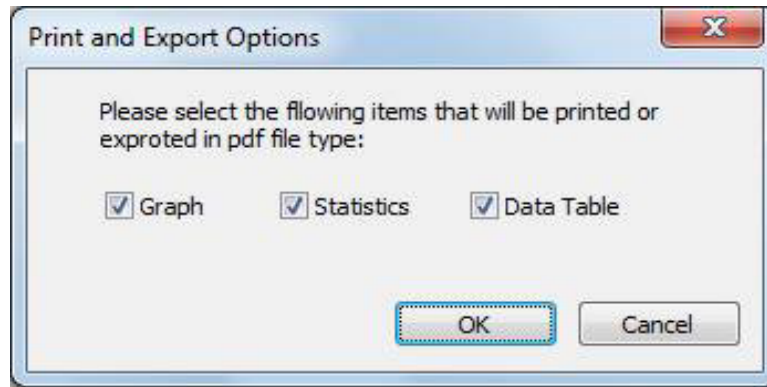 Print and Export Options
Please select the fllowing items that will be printed or
exproted in pdf file type:
Graph Statistics Data Table
OK Cancel